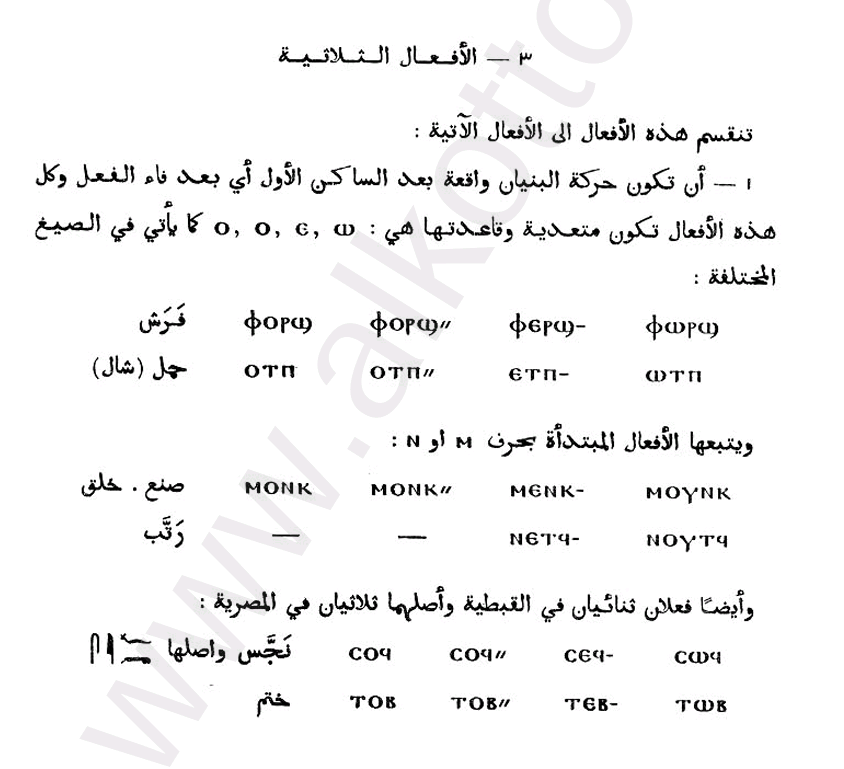 ٣ — الأفعال الثلاثية
تنقسم هذه الأفعال الى الأفعال الآتية :
١ — أن تكون حركة البنيان واقعة بعد الساكن الأول أي بعد فاء الفعل وكل
هذه الأفعال تكون متعدية وقاعدتها هي : ⲟ, ⲟ, ⲉ, ⲱ كما يأتي في الصيغ
المختلفة :
ⲫⲱⲣϣ ⲫⲉⲣϣ- ⲫⲟⲣϣ″ ⲫⲟⲣϣ فَرَش
ⲱⲧⲡ ⲉⲧⲡ- ⲟⲧⲡ″ ⲟⲧⲡ حمل (شال)
ويتبعها الأفعال المبتدأة بحرف ⲙ او ⲛ :
ⲙⲟⲩⲛⲕ ⲙⲉⲛⲕ- ⲙⲟⲛⲕ″ ⲙⲟⲛⲕ صنع . خلق
ⲛⲟⲩⲧϥ ⲛⲉⲧϥ- — — رَتَّب
وأيضاً فعلان ثنائيان في القبطية وأصلهما ثلاثيان في المصرية :
ⲥⲱϥ ⲥⲉϥ- ⲥⲟϥ″ ⲥⲟϥ نَجَّس واصلها
ⲧⲱⲃ ⲧⲉⲃ- ⲧⲟⲃ″ ⲧⲟⲃ ختم
www.alkotto